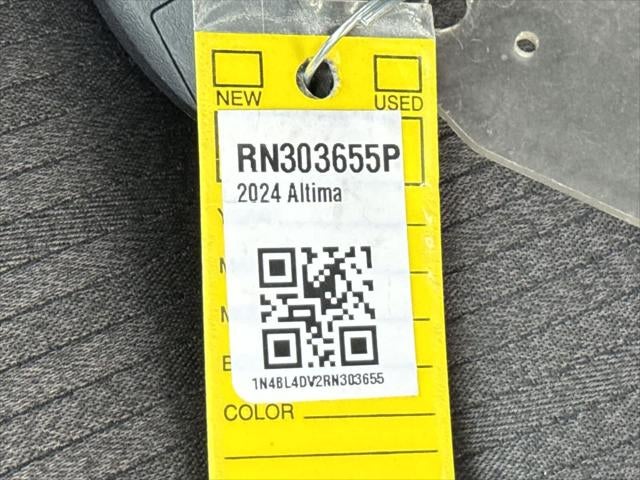 NEW USED
RN303655P
2024 Altima
1N4BL4DV2RN303655
COLOR